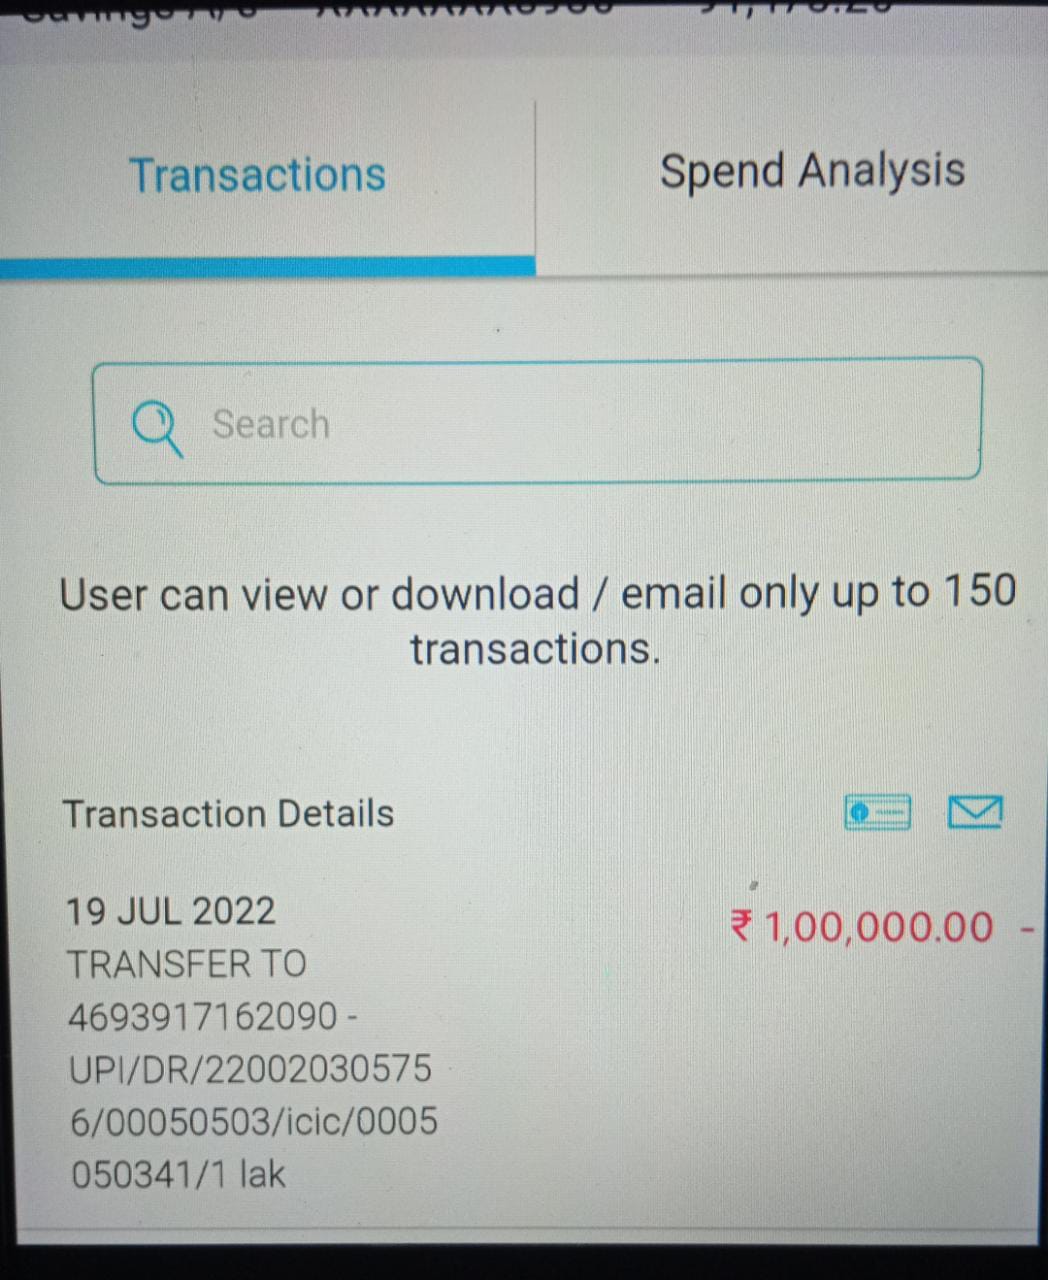 Savings A/c
Transactions
Spend Analysis
Search
User can view or download / email only up to 150
transactions.
Transaction Details
19 JUL 2022
₹ 1,00,000.00 -
TRANSFER TO
4693917162090 -
UPI/DR/22002030575
6/00050503/icic/0005
050341/1 lak